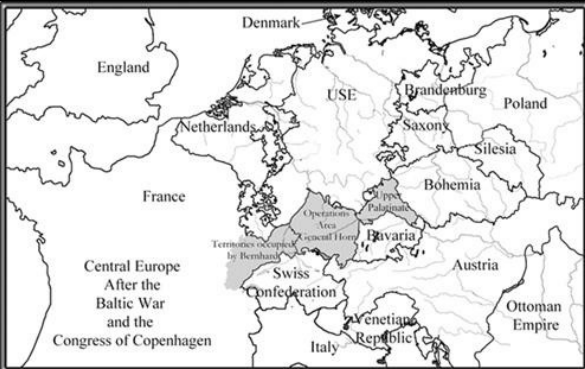 Denmark
England
USE
Brandenburg
Poland
Netherlands
Saxony
Silesia
Bohemia
Upper
Palatinate
France
Operations
Area
General Horn
Territories occupied
by Bernhard
Bavaria
Swiss
Confederation
Austria
Central Europe
After the
Baltic War
and the
Congress of Copenhagen
Venetian
Republic
Italy
Ottoman
Empire